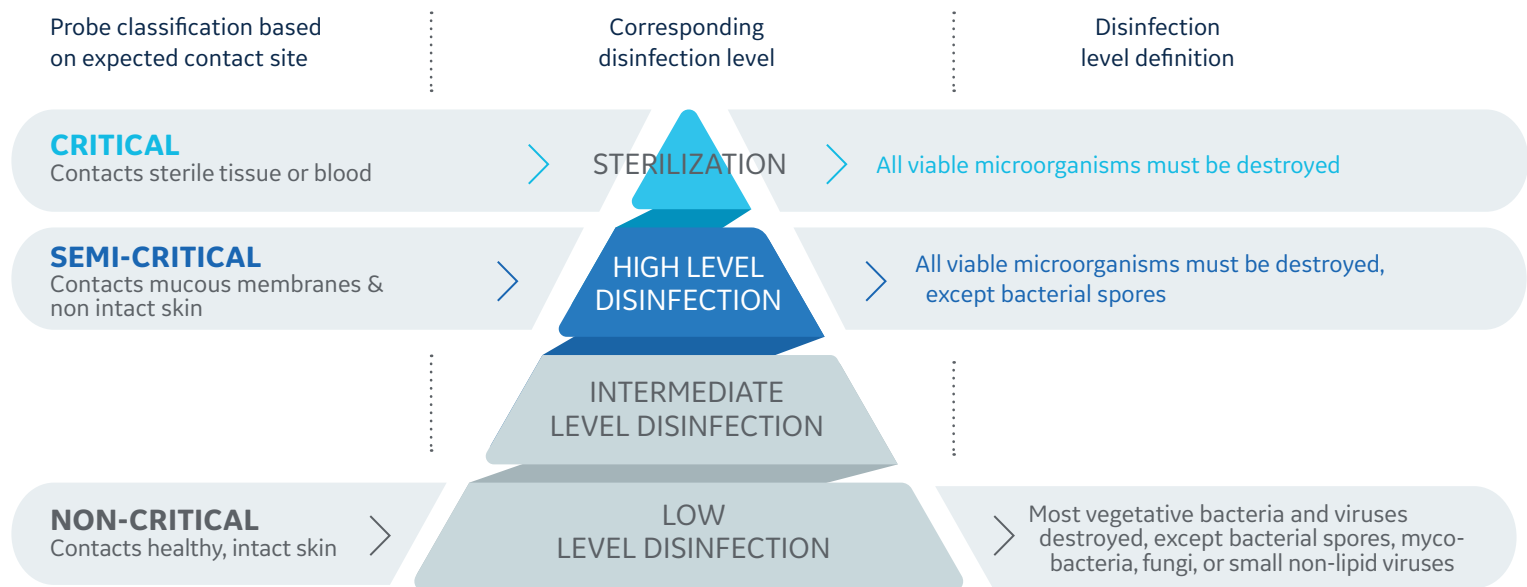 Probe classification based
on expected contact site
Corresponding
disinfection level
Disinfection
level definition
CRITICAL
Contacts sterile tissue or blood
STERILIZATION
All viable microorganisms must be destroyed
SEMI-CRITICAL
Contacts mucous membranes &
non intact skin
HIGH LEVEL
DISINFECTION
All viable microorganisms must be destroyed,
except bacterial spores
INTERMEDIATE
LEVEL DISINFECTION
NON-CRITICAL
Contacts healthy, intact skin
LOW
LEVEL DISINFECTION
Most vegetative bacteria and viruses
destroyed, except bacterial spores, myco-
bacteria, fungi, or small non-lipid viruses